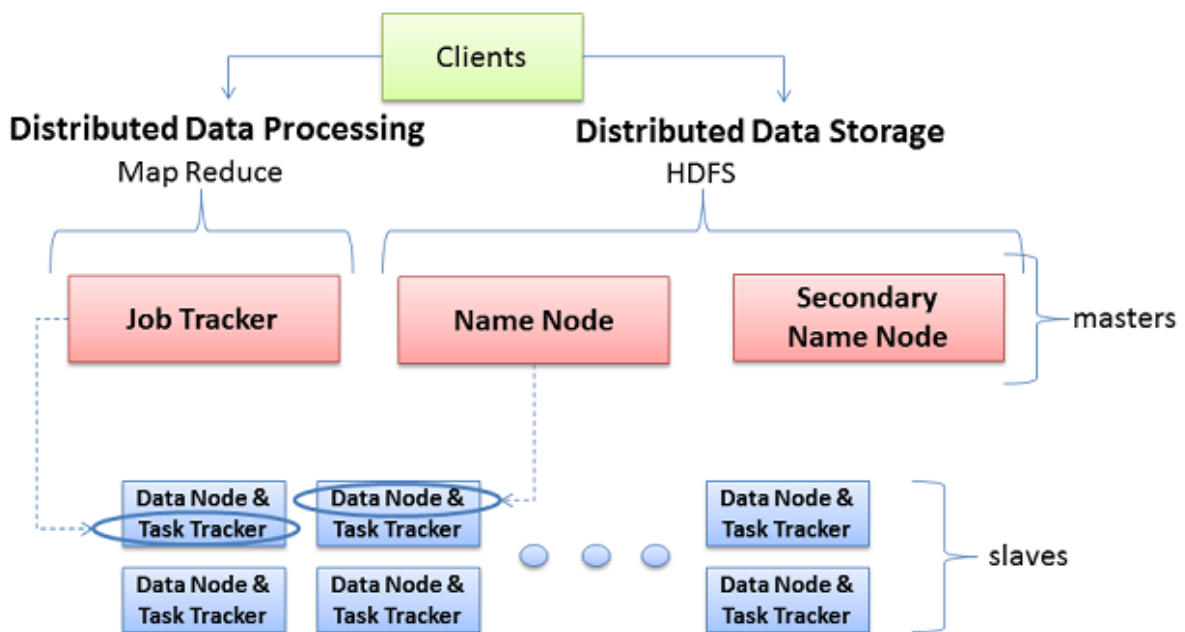 Clients
Distributed Data Processing
Map Reduce
Distributed Data Storage
HDFS
Job Tracker
Name Node
Secondary
Name Node
masters
Data Node &
Task Tracker
Data Node &
Task Tracker
Data Node &
Task Tracker
Data Node &
Task Tracker
Data Node &
Task Tracker
Data Node &
Task Tracker
slaves